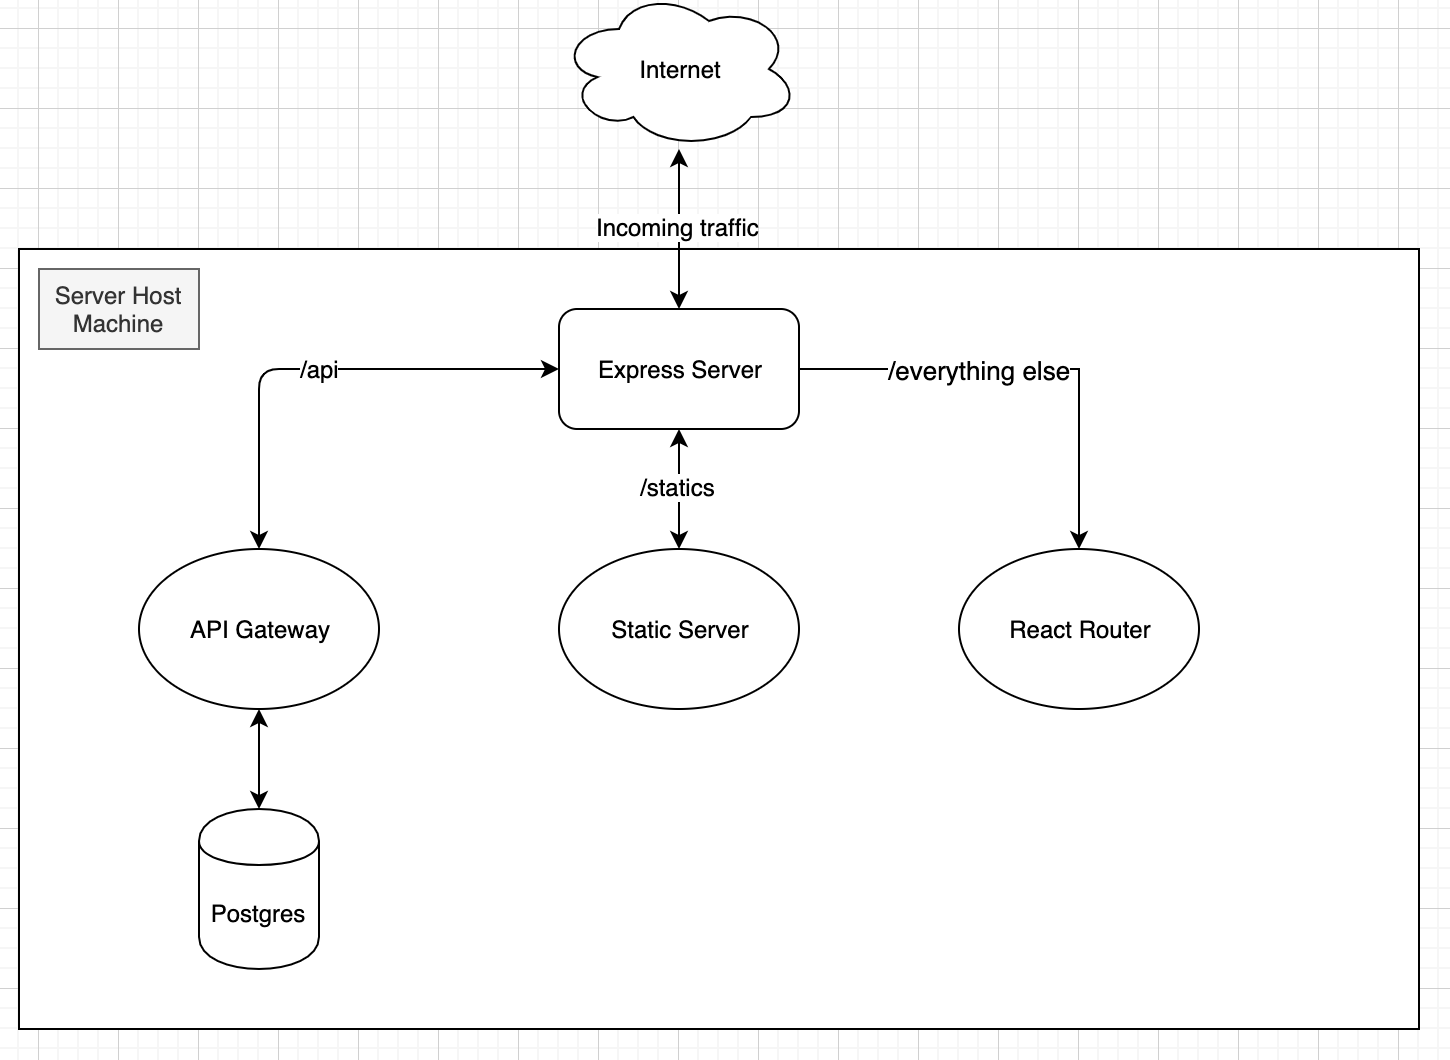 Internet
Incoming traffic
Server Host
Machine
/api
Express Server
/everything else
/statics
API Gateway
Static Server
React Router
Postgres